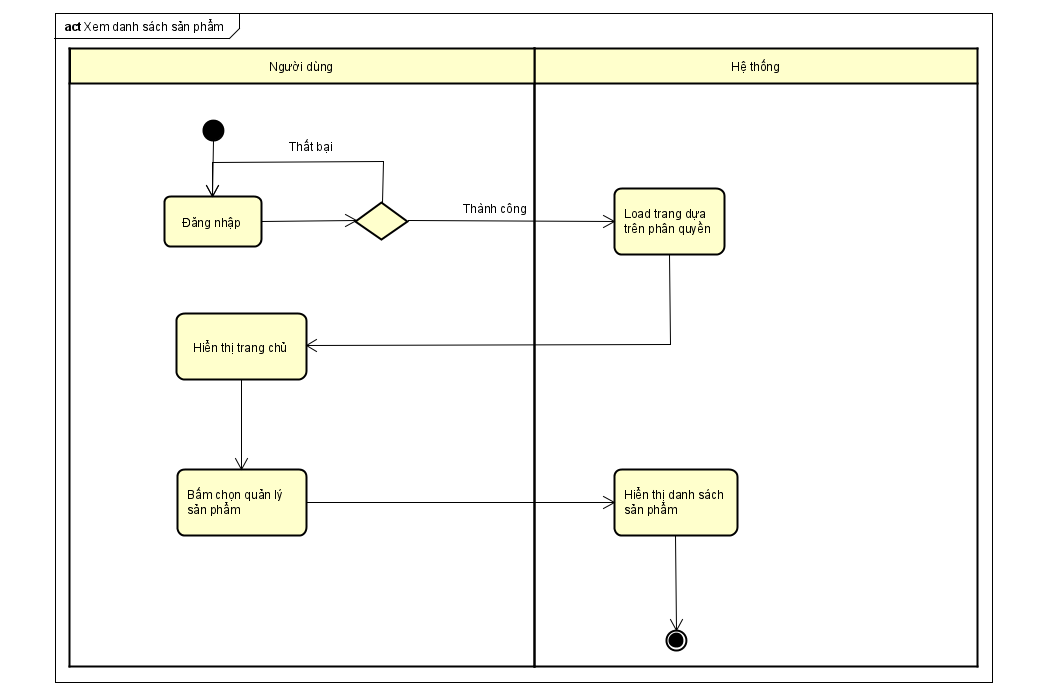 act Xem danh sách sản phẩm
Người dùng
Hệ thống
Thất bại
Đăng nhập
Thành công
Load trang dựa
trên phân quyền
Hiển thị trang chủ
Bấm chọn quản lý
sản phẩm
Hiển thị danh sách
sản phẩm